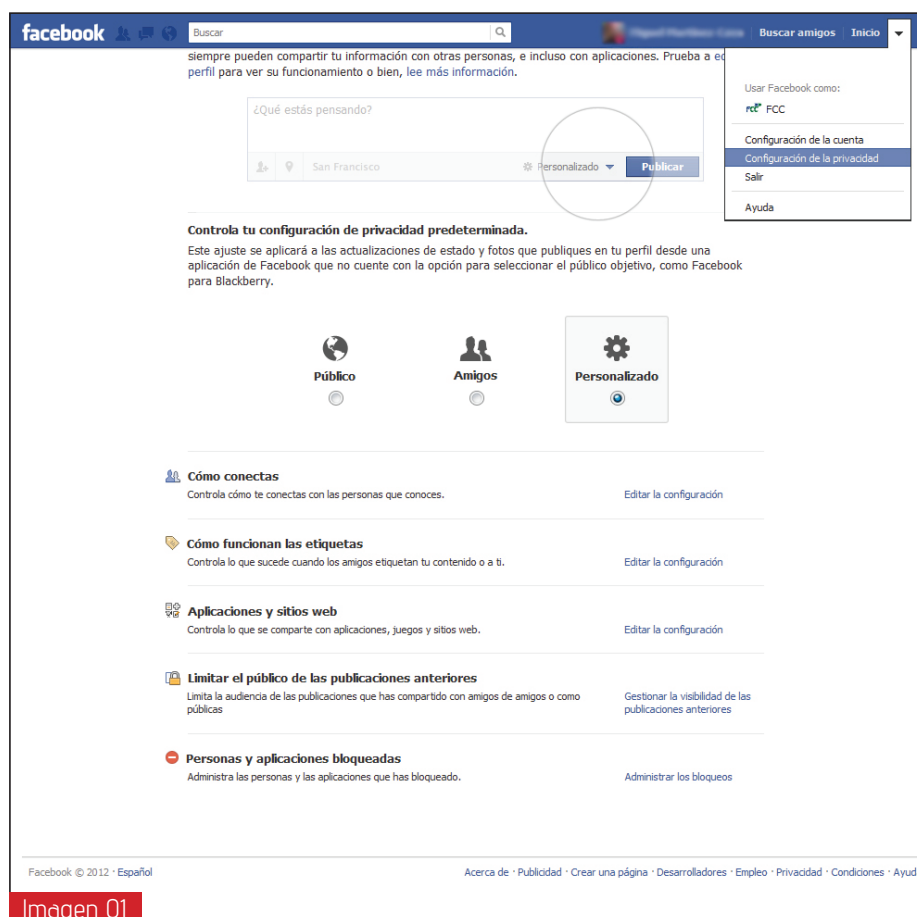 facebook
Buscar
Buscar amigos Inicio
siempre pueden compartir tu información con otras personas, e incluso con aplicaciones. Prueba a
perfil para ver su funcionamiento o bien, lee más información.
Usar Facebook como:
FCC
Configuración de la cuenta
Configuración de la privacidad
Salir
Ayuda
¿Qué estás pensando?
San Francisco
Personalizado
Publicar
Controla tu configuración de privacidad predeterminada.
Este ajuste se aplicará a las actualizaciones de estado y fotos que publiques en tu perfil desde una
aplicación de Facebook que no cuente con la opción para seleccionar el público objetivo, como Facebook
para Blackberry.
Público
Amigos
Personalizado
Cómo conectas
Controla cómo te conectas con las personas que conoces.
Editar la configuración
Cómo funcionan las etiquetas
Controla lo que sucede cuando los amigos etiquetan tu contenido o a ti.
Editar la configuración
Aplicaciones y sitios web
Controla lo que se comparte con aplicaciones, juegos y sitios web.
Editar la configuración
Limitar el público de las publicaciones anteriores
Limita la audiencia de las publicaciones que has compartido con amigos de amigos o como
públicas
Gestionar la visibilidad de las
publicaciones anteriores
Personas y aplicaciones bloqueadas
Administra las personas y las aplicaciones que has bloqueado.
Administrar los bloqueos
Facebook © 2012 · Español
Acerca de · Publicidad · Crear una página · Desarrolladores · Empleo · Privacidad · Condiciones · Ayud
Imagen 01